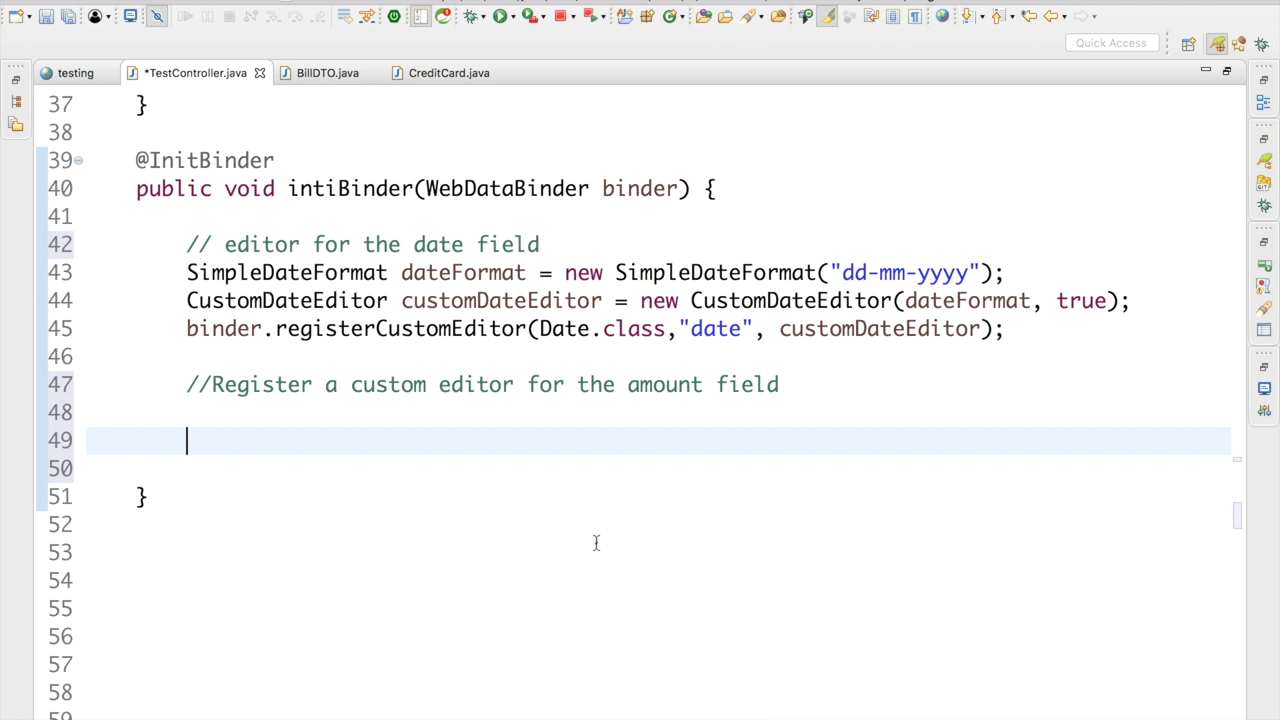 Quick Access
testing
*TestController.java
BillDTO.java
CreditCard.java
37 }
38
39 @InitBinder
40 public void intiBinder(WebDataBinder binder) {
41
42 // editor for the date field
43 SimpleDateFormat dateFormat = new SimpleDateFormat("dd-mm-yyyy");
44 CustomDateEditor customDateEditor = new CustomDateEditor(dateFormat, true);
45 binder.registerCustomEditor(Date.class,"date", customDateEditor);
46
47 //Register a custom editor for the amount field
48
49
50
51 }
52
53
54
55
56
57
58
59